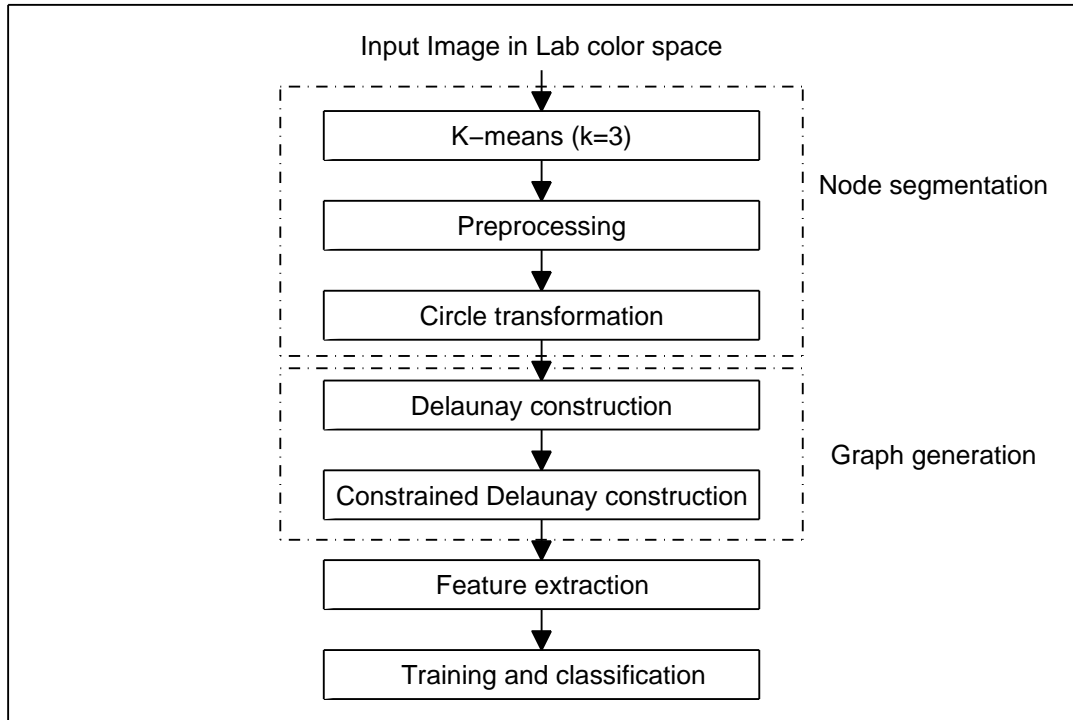 Input Image in Lab color space
K−means (k=3)
Node segmentation
Preprocessing
Circle transformation
Delaunay construction
Graph generation
Constrained Delaunay construction
Feature extraction
Training and classification